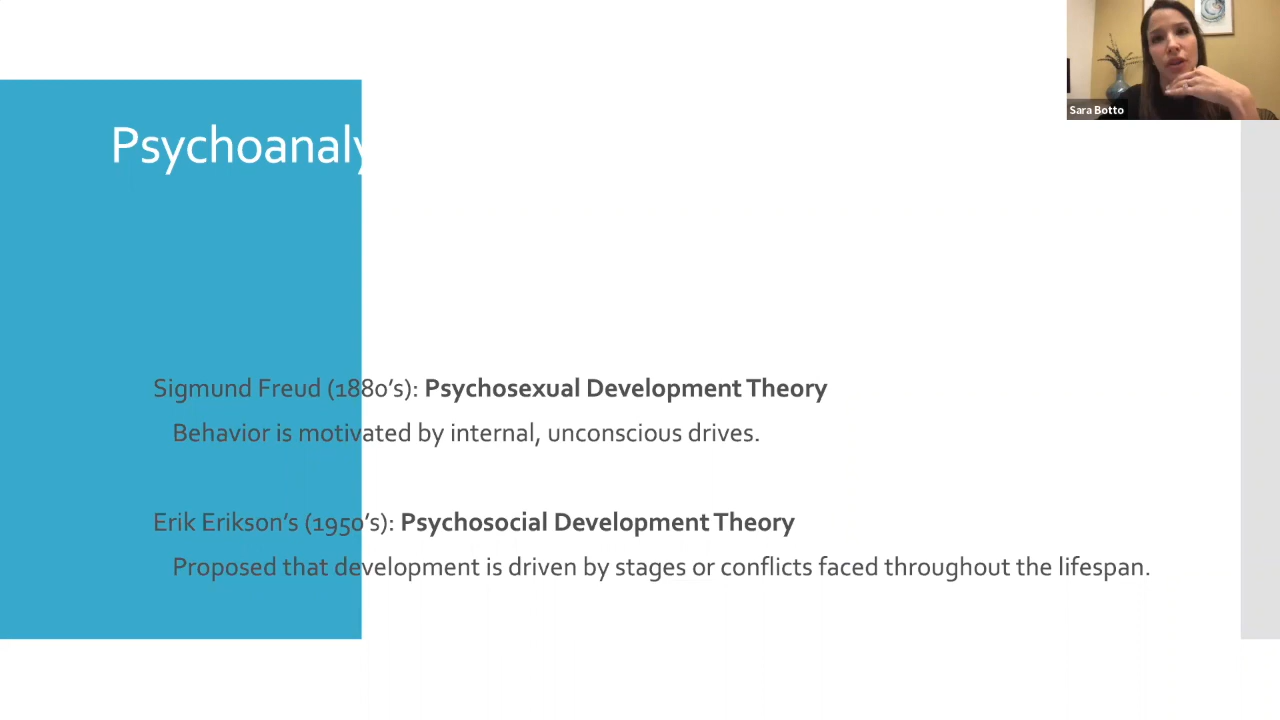 Sara Botto
Psychoanaly
Sigmund Freud (1880’s): Psychosexual Development Theory
Behavior is motivated by internal, unconscious drives.
Erik Erikson’s (1950’s): Psychosocial Development Theory
Proposed that development is driven by stages or conflicts faced throughout the lifespan.